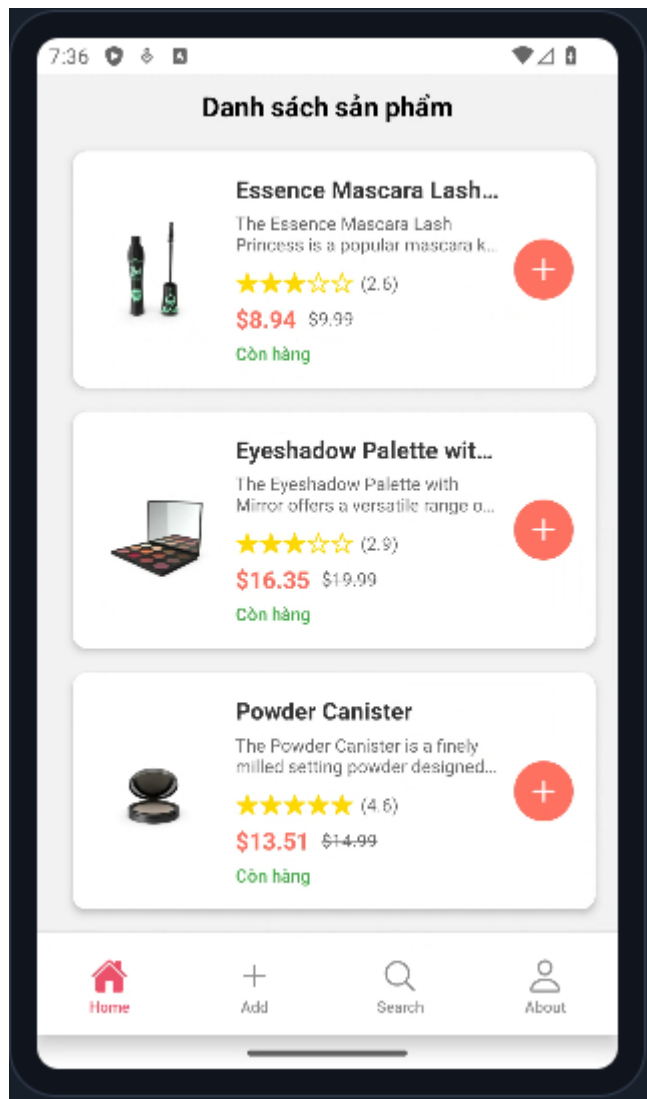 7:36
Danh sách sản phẩm
Essence Mascara Lash...
The Essence Mascara Lash
Princess is a popular mascara k...
(2.6)
$8.94 $9.99
Còn hàng
Eyeshadow Palette wit...
The Eyeshadow Palette with
Mirror offers a versatile range o...
(2.9)
$16.35 $19.99
Còn hàng
Powder Canister
The Powder Canister is a finely
milled setting powder designed...
(4.6)
$13.51 $14.99
Còn hàng
Home Add Search About